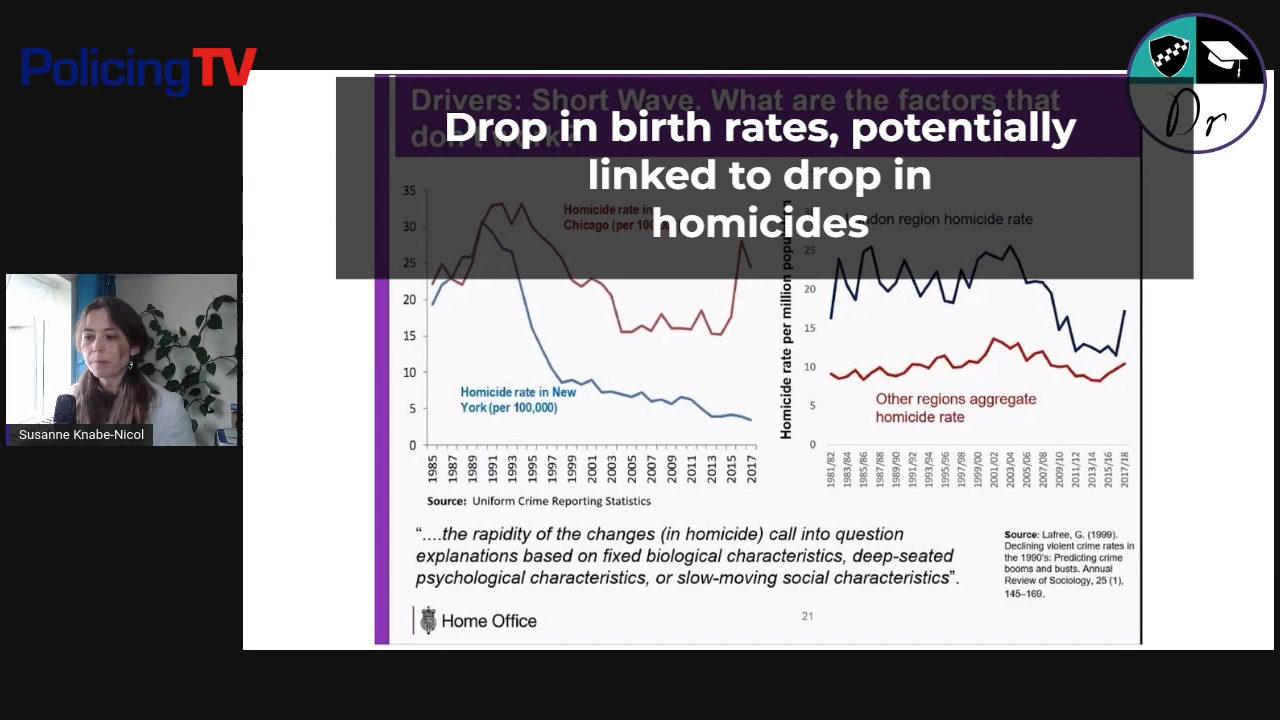 PolicingTV
Dr
Drivers: Short Wave. What are the factors that
don't work?
Drop in birth rates, potentially
linked to drop in
homicides
35
30
25
20
15
10
5
0
Homicide rate in
Chicago (per 100,000)
Homicide rate in New
York (per 100,000)
1985
1987
1989
1991
1993
1995
1997
1999
2001
2003
2005
2007
2009
2011
2013
2015
2017
Source: Uniform Crime Reporting Statistics
Homicide rate per million population
30
25
20
15
10
5
0
London region homicide rate
Other regions aggregate
homicide rate
1981/82
1983/84
1985/86
1987/88
1989/90
1991/92
1993/94
1995/96
1997/98
1999/00
2001/02
2003/04
2005/06
2007/08
2009/10
2011/12
2013/14
2015/16
2017/18
“....the rapidity of the changes (in homicide) call into question
explanations based on fixed biological characteristics, deep-seated
psychological characteristics, or slow-moving social characteristics”.
Source: Lafree, G. (1999).
Declining violent crime rates in
the 1990's: Predicting crime
booms and busts. Annual
Review of Sociology, 25 (1),
145–169.
Home Office
21
Susanne Knabe-Nicol